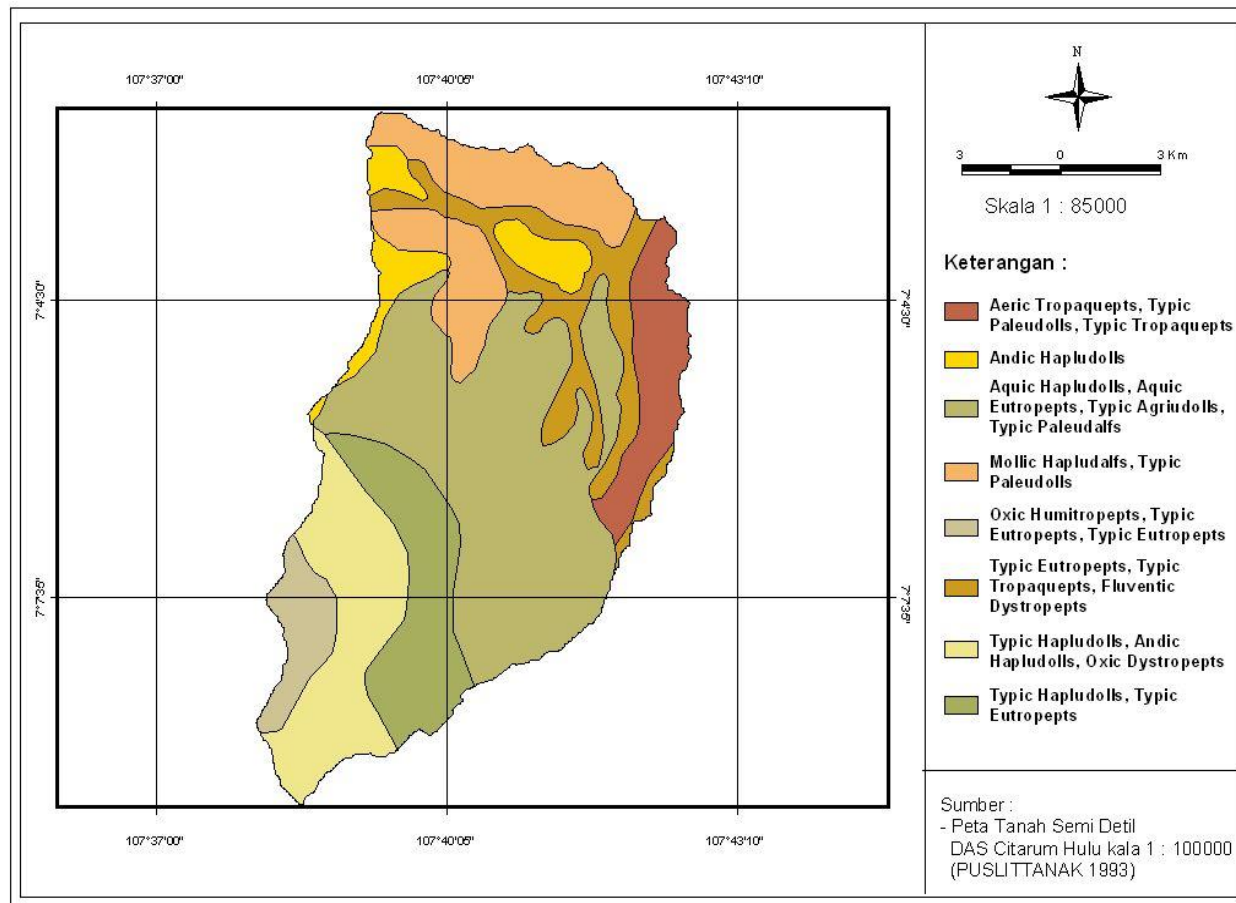 107°37'00"
107°40'05"
107°43'10"
7°4'30"
7°4'30"
7°7'35"
7°7'35"
107°37'00"
107°40'05"
107°43'10"
N
3 0 3 Km
Skala 1 : 85000
Keterangan :
Aeric Tropaquepts, Typic
Paleudolls, Typic Tropaquepts
Andic Hapludolls
Aquic Hapludolls, Aquic
Eutropepts, Typic Agriudolls,
Typic Paleudalfs
Mollic Hapludalfs, Typic
Paleudolls
Oxic Humitropepts, Typic
Eutropepts, Typic Eutropepts
Typic Eutropepts, Typic
Tropaquepts, Fluventic
Dystropepts
Typic Hapludolls, Andic
Hapludolls, Oxic Dystropepts
Typic Hapludolls, Typic
Eutropepts
Sumber :
- Peta Tanah Semi Detil
DAS Citarum Hulu kala 1 : 100000
(PUSLITTANAK 1993)